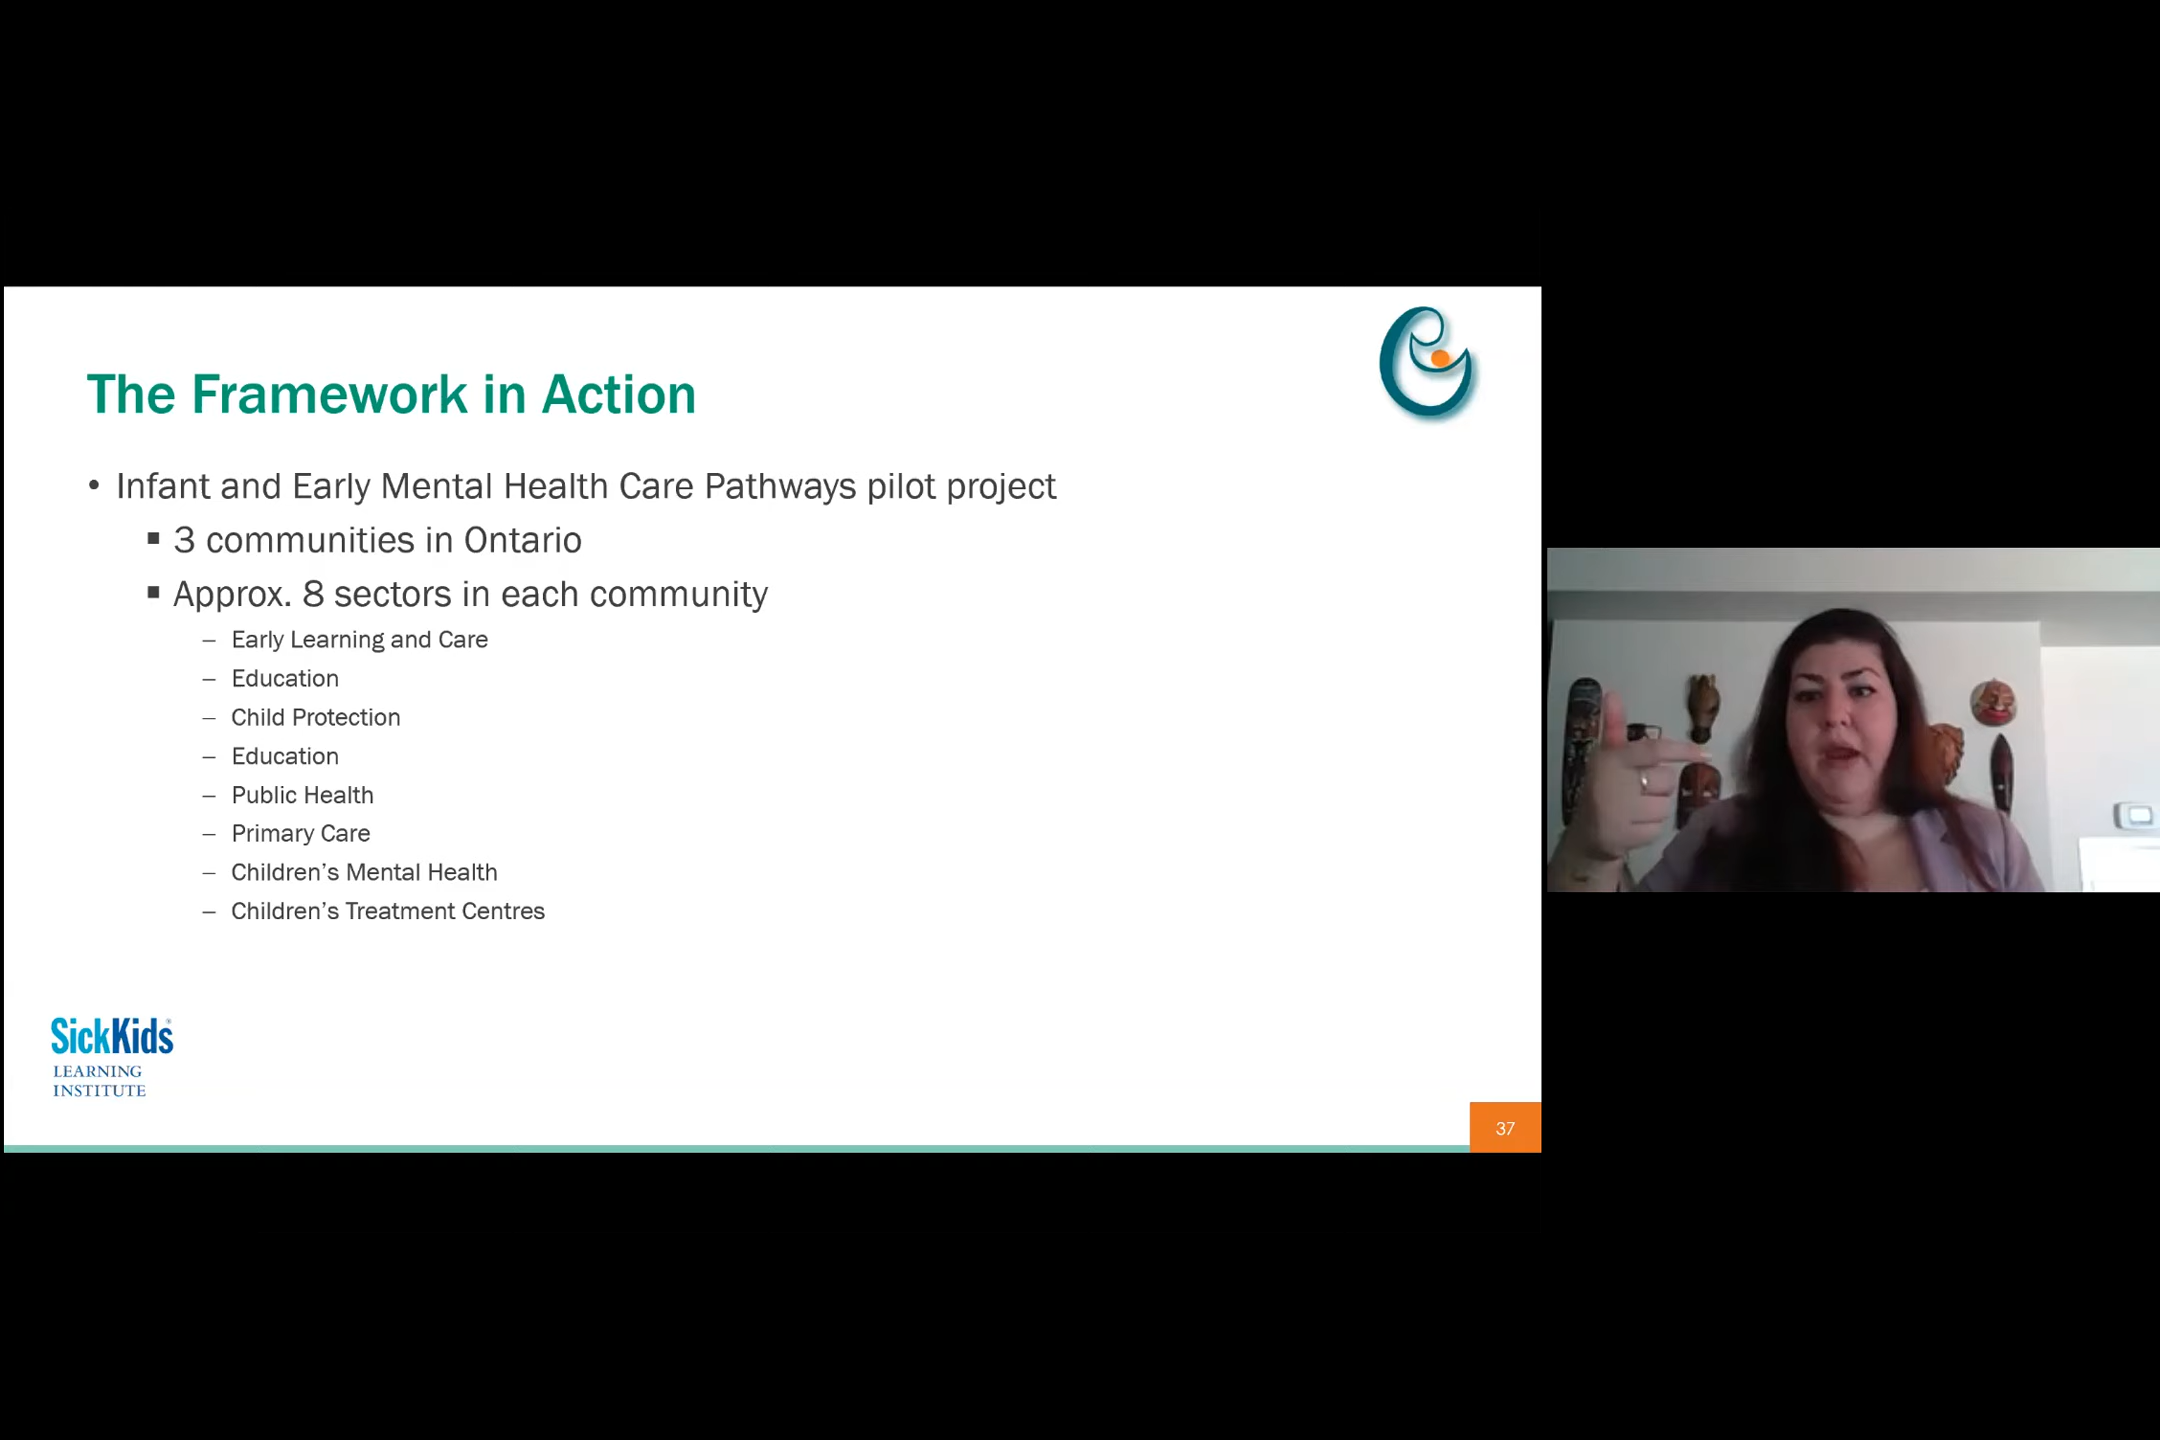 The Framework in Action
• Infant and Early Mental Health Care Pathways pilot project
▪ 3 communities in Ontario
▪ Approx. 8 sectors in each community
– Early Learning and Care
– Education
– Child Protection
– Education
– Public Health
– Primary Care
– Children’s Mental Health
– Children’s Treatment Centres
SickKids®
LEARNING
INSTITUTE
37